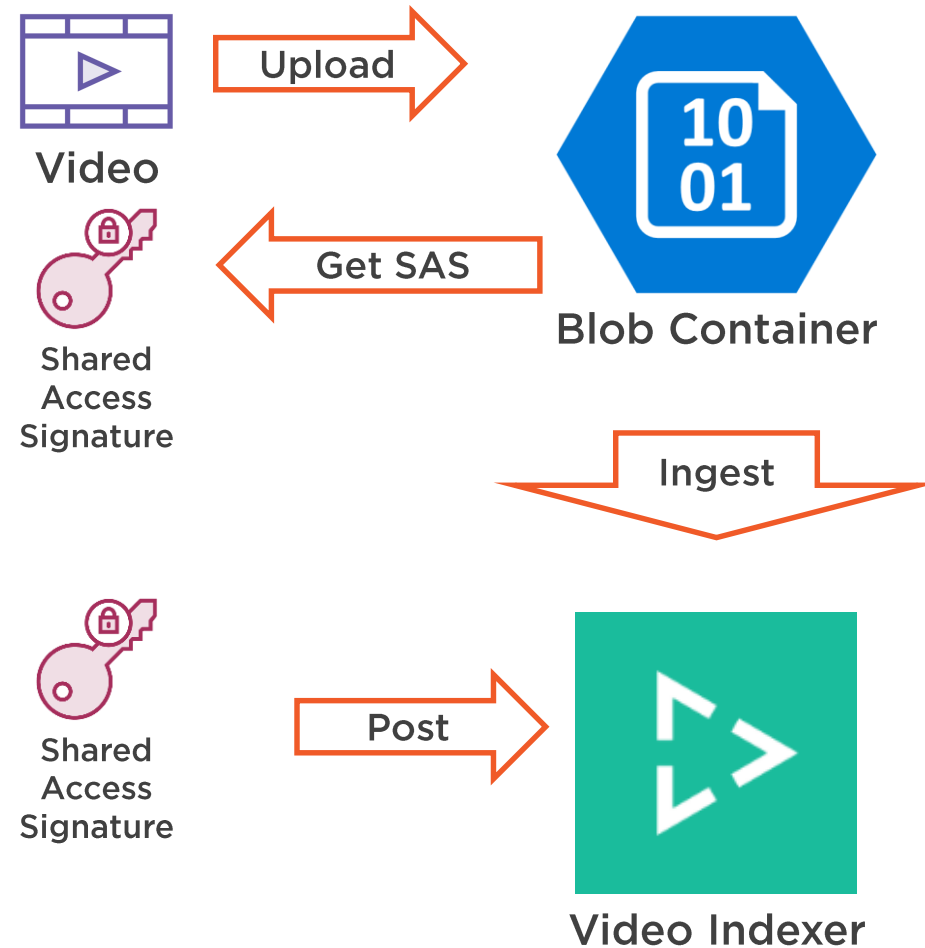 Upload
10
01
Video
Get SAS
Blob Container
Shared
Access
Signature
Ingest
Post
Shared
Access
Signature
Video Indexer